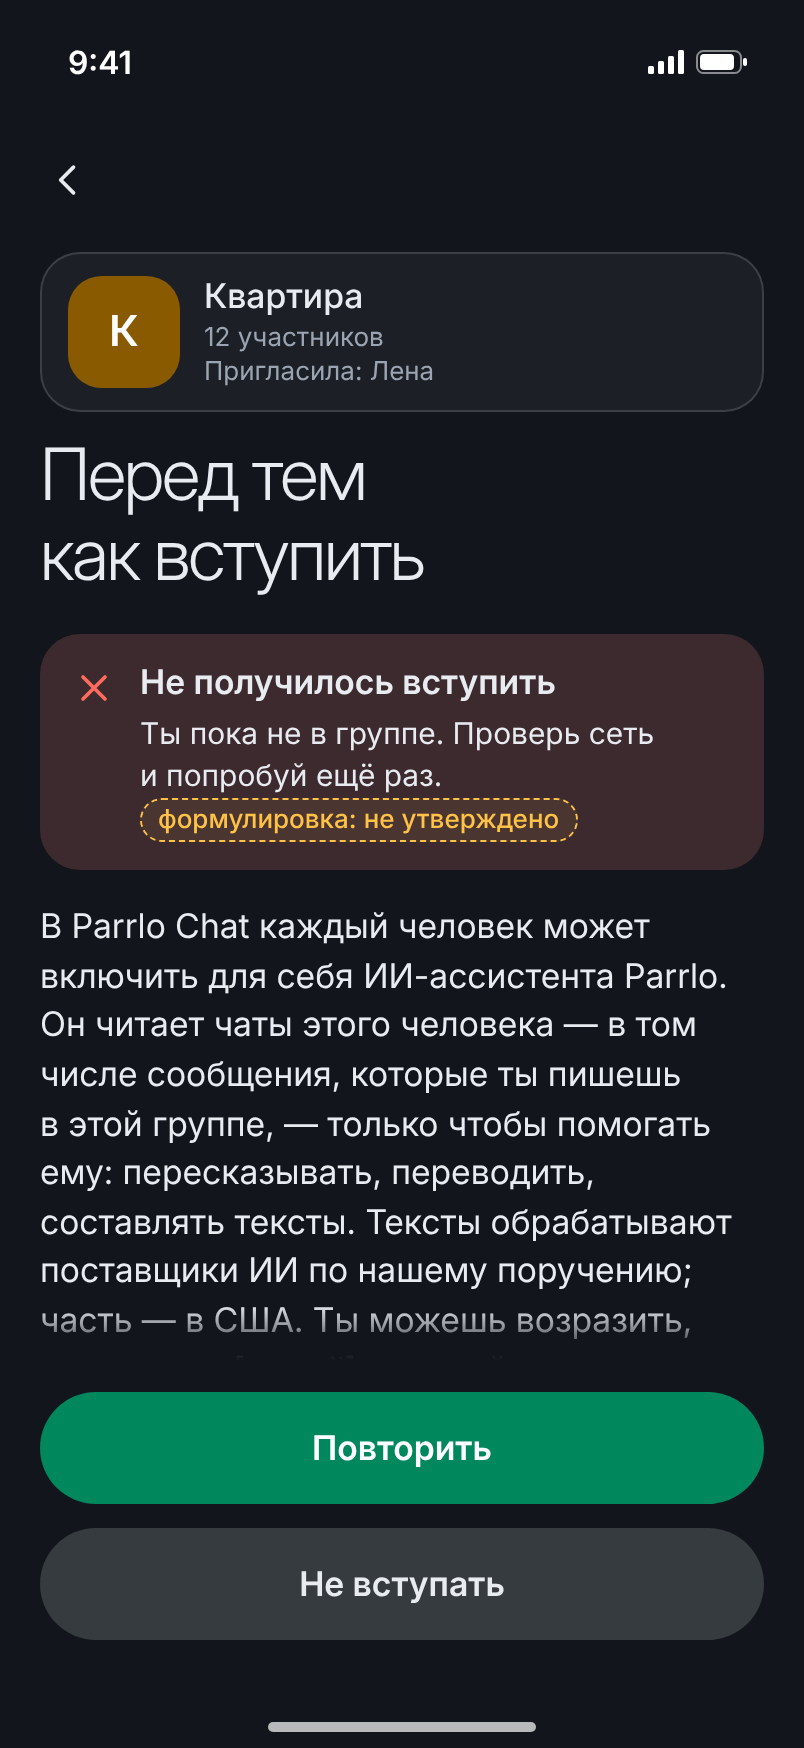 9:41
К
Квартира
12 участников
Пригласила: Лена
Перед тем
как вступить
Не получилось вступить
Ты пока не в группе. Проверь сеть
и попробуй ещё раз.
формулировка: не утверждено
В Parrlo Chat каждый человек может
включить для себя ИИ-ассистента Parrlo.
Он читает чаты этого человека — в том
числе сообщения, которые ты пишешь
в этой группе, — только чтобы помогать
ему: пересказывать, переводить,
составлять тексты. Тексты обрабатывают
поставщики ИИ по нашему поручению;
часть — в США. Ты можешь возразить,
Повторить
Не вступать